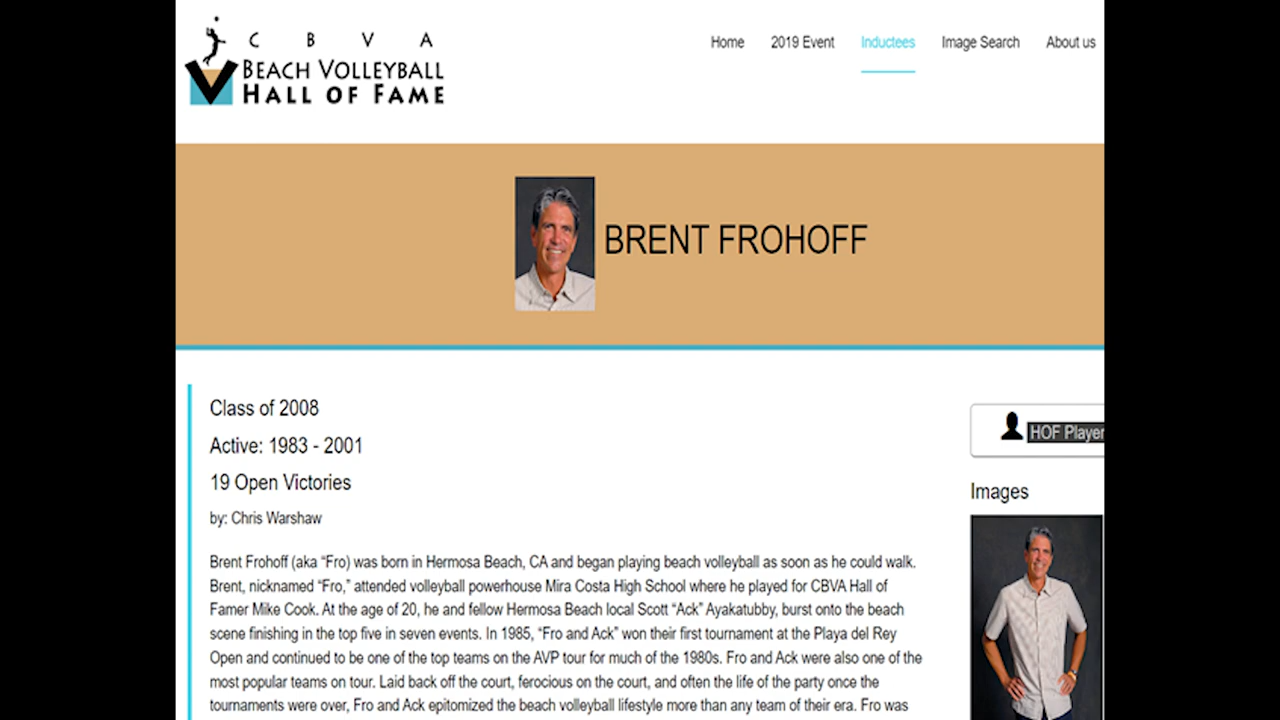 C B V A
BEACH VOLLEYBALL
HALL OF FAME
Home 2019 Event Inductees Image Search About us
BRENT FROHOFF
Class of 2008
Active: 1983 - 2001
19 Open Victories
by: Chris Warshaw
HOF Player
Images
Brent Frohoff (aka “Fro) was born in Hermosa Beach, CA and began playing beach volleyball as soon as he could walk.
Brent, nicknamed “Fro,” attended volleyball powerhouse Mira Costa High School where he played for CBVA Hall of
Famer Mike Cook. At the age of 20, he and fellow Hermosa Beach local Scott “Ack” Ayakatubby, burst onto the beach
scene finishing in the top five in seven events. In 1985, “Fro and Ack” won their first tournament at the Playa del Rey
Open and continued to be one of the top teams on the AVP tour for much of the 1980s. Fro and Ack were also one of the
most popular teams on tour. Laid back off the court, ferocious on the court, and often the life of the party once the
tournaments were over, Fro and Ack epitomized the beach volleyball lifestyle more than any team of their era. Fro was